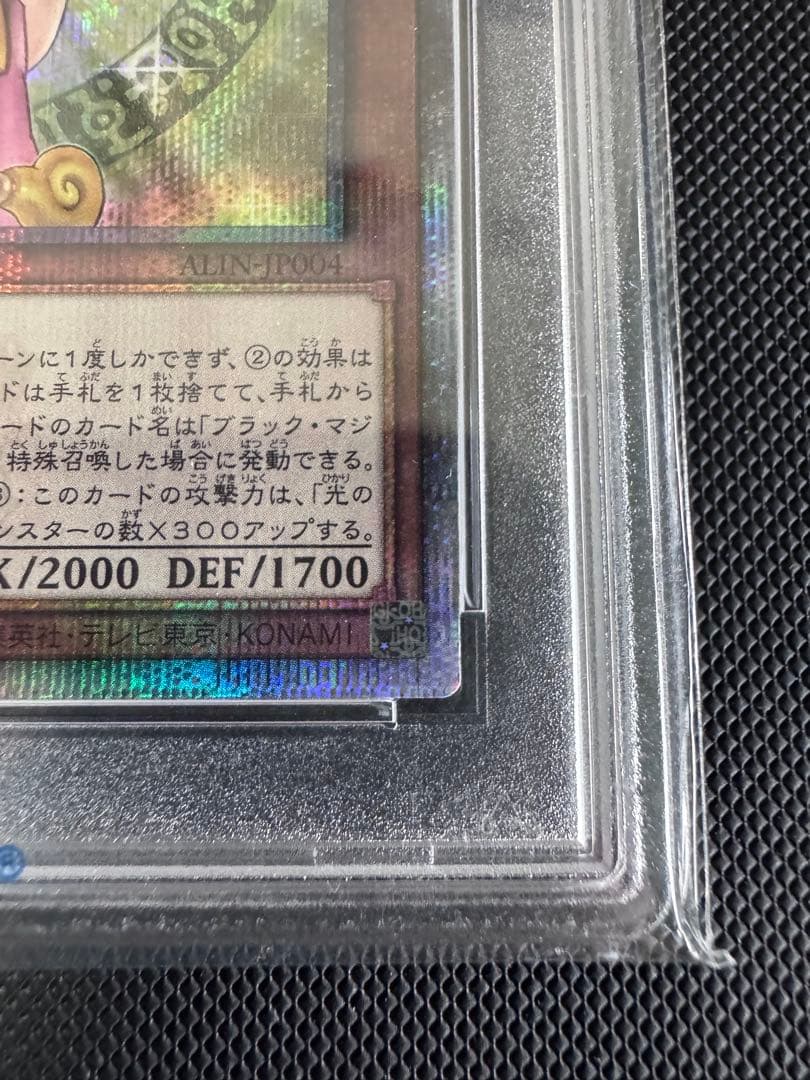 ALIN-JP004
ーンに1度しかできず、②の効果は
ードは手札を1枚捨てて、手札から
ードのカード名は「ブラック・マジ
特殊召喚した場合に発動できる。
③：このカードの攻撃力は、「光の
ンスターの数×300アップする。
K/2000 DEF/1700
英社・テレビ東京・KONAMI